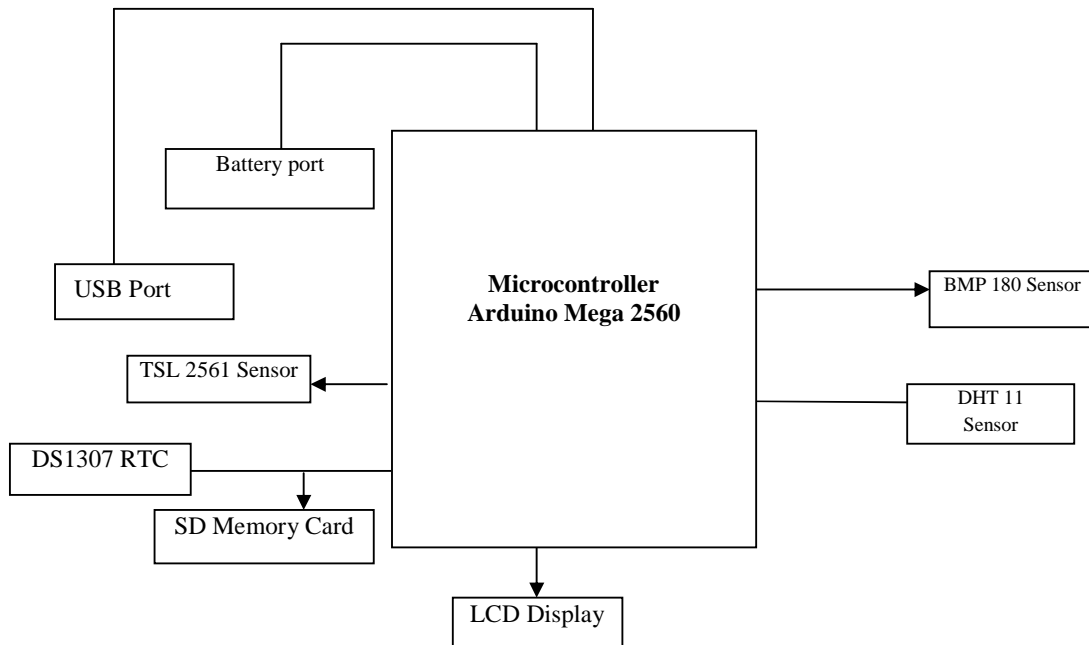 Battery port
USB Port
Microcontroller
Arduino Mega 2560
BMP 180 Sensor
TSL 2561 Sensor
DHT 11
Sensor
DS1307 RTC
SD Memory Card
LCD Display